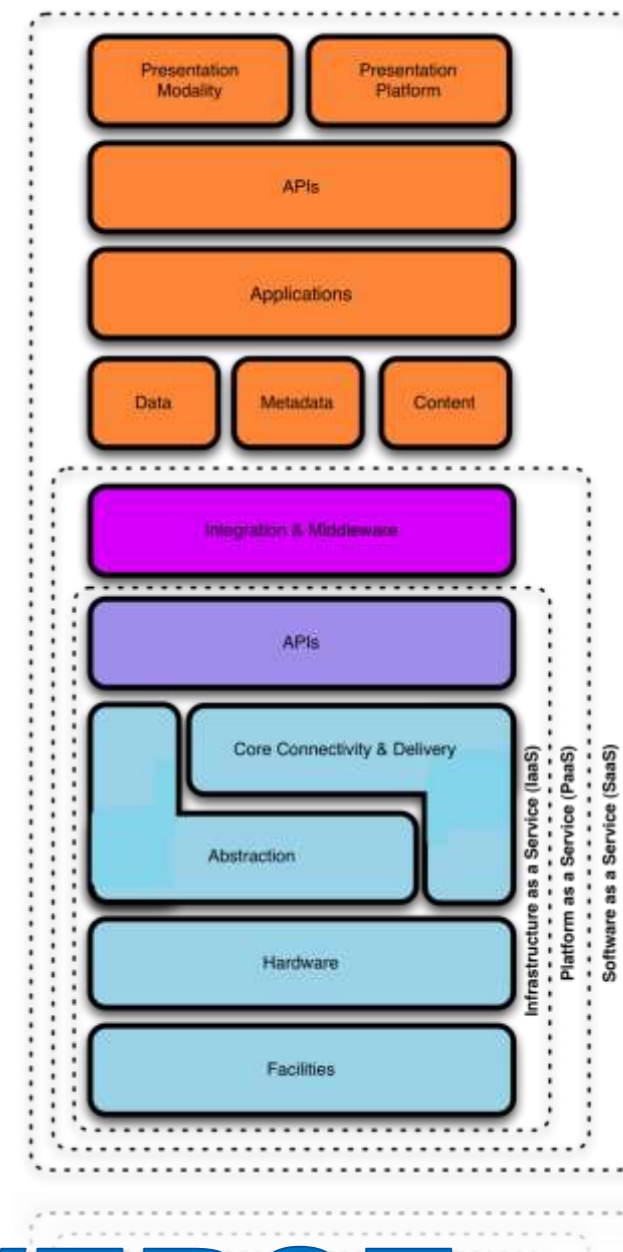 Presentation
Modality
Presentation
Platform
APIs
Applications
Data
Metadata
Content
Integration & Middleware
APIs
Core Connectivity & Delivery
Abstraction
Hardware
Facilities
Infrastructure as a Service (IaaS)
Platform as a Service (PaaS)
Software as a Service (SaaS)